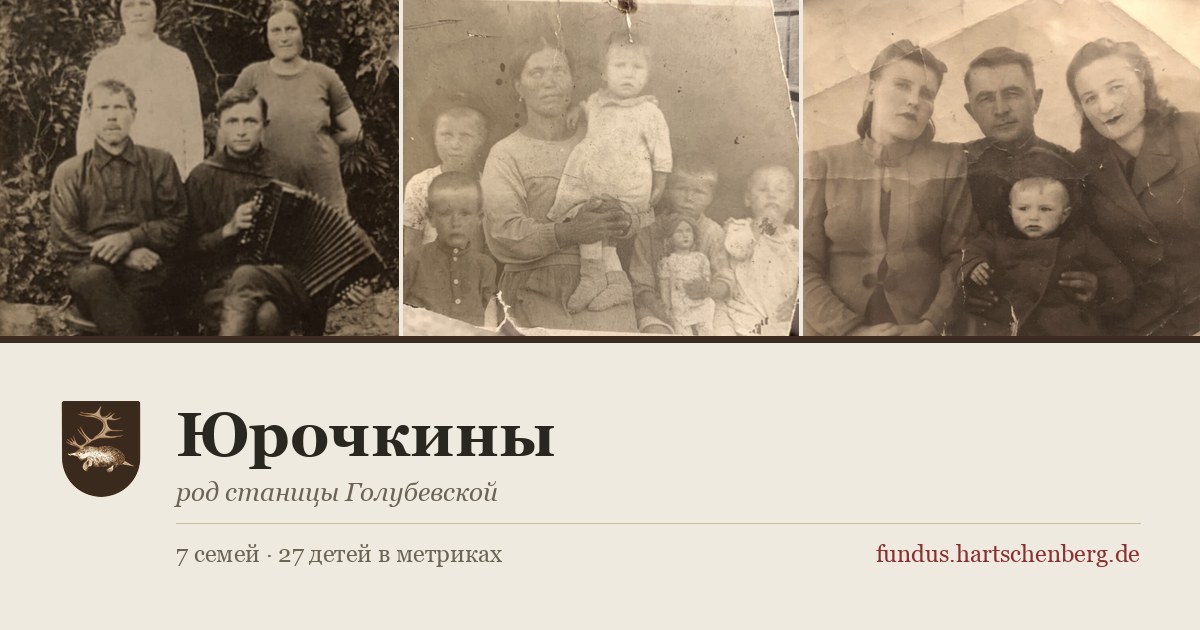 Юрочкины
род станицы Голубевской
7 семей · 27 детей в метриках
fundus.hartschenberg.de